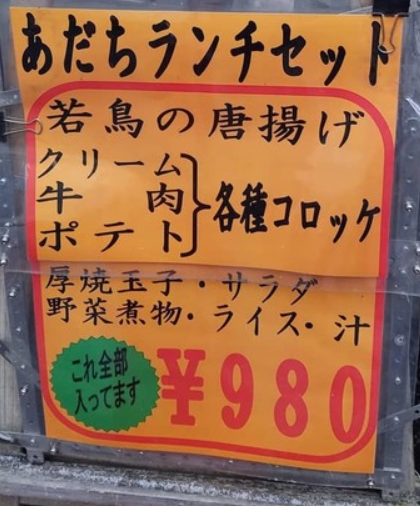 あだちランチセット
若鳥の唐揚げ
クリーム
牛肉
ポテト
各種コロッケ
厚焼玉子・サラダ
野菜煮物・ライス・汁
これ全部
入ってます
¥980